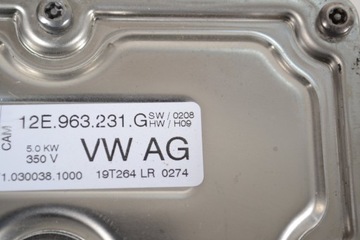 CAM
12E.963.231.G SW / 0208
HW / H09
5.0 KW
350 V
VW AG
1.030038.1000 19T264 LR 0274